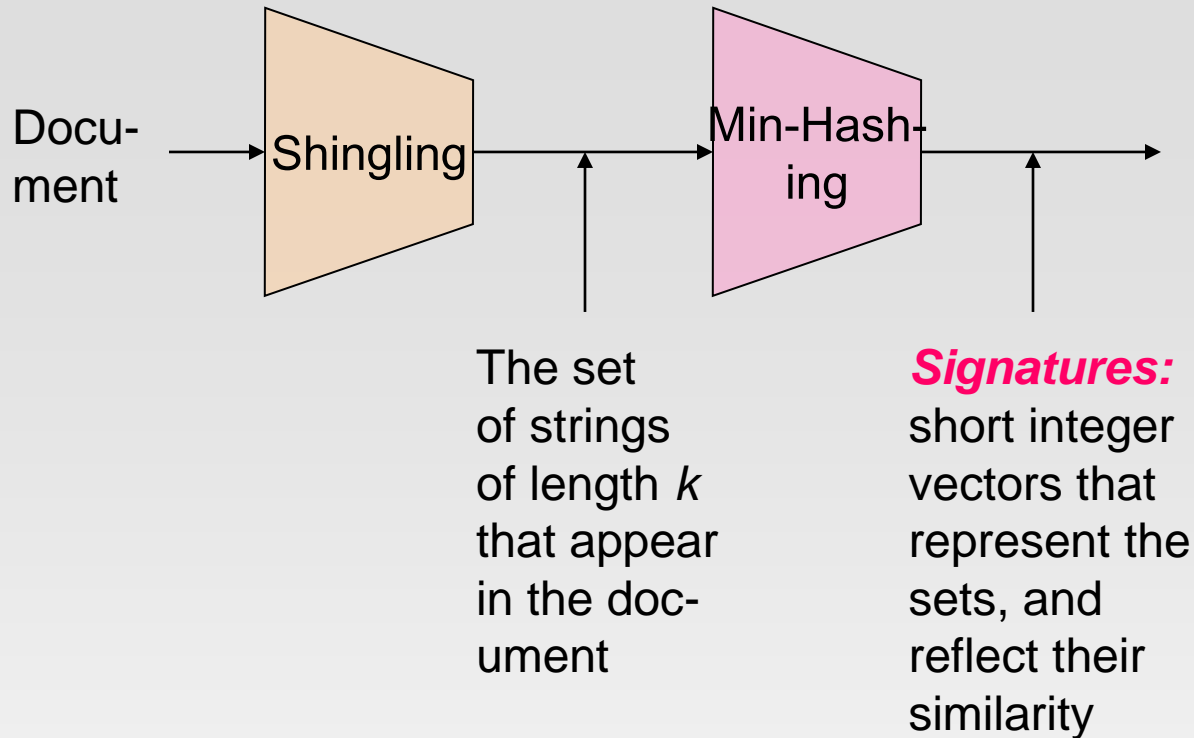 Docu-
ment
Shingling
Min-Hash-
ing
The set
of strings
of length k
that appear
in the doc-
ument
Signatures:
short integer
vectors that
represent the
sets, and
reflect their
similarity